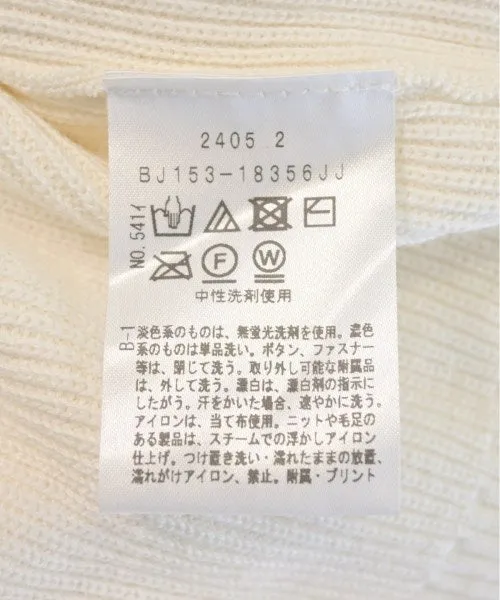 2405 2
BJ153-18356JJ
NO.541イ
F W
中性洗剤使用
B-1
淡色系のものは、無蛍光洗剤を使用。濃色
系のものは単品洗い。ボタン、ファスナー
等は、閉じて洗う。取り外し可能な附属品
は、外して洗う。漂白は、漂白剤の指示に
したがう。汗をかいた場合、速やかに洗う。
アイロンは、当て布使用。ニットや毛足の
ある製品は、スチームでの浮かしアイロン
仕上げ。つけ置き洗い・濡れたままの放置、
濡れがけアイロン、禁止。附属・プリント